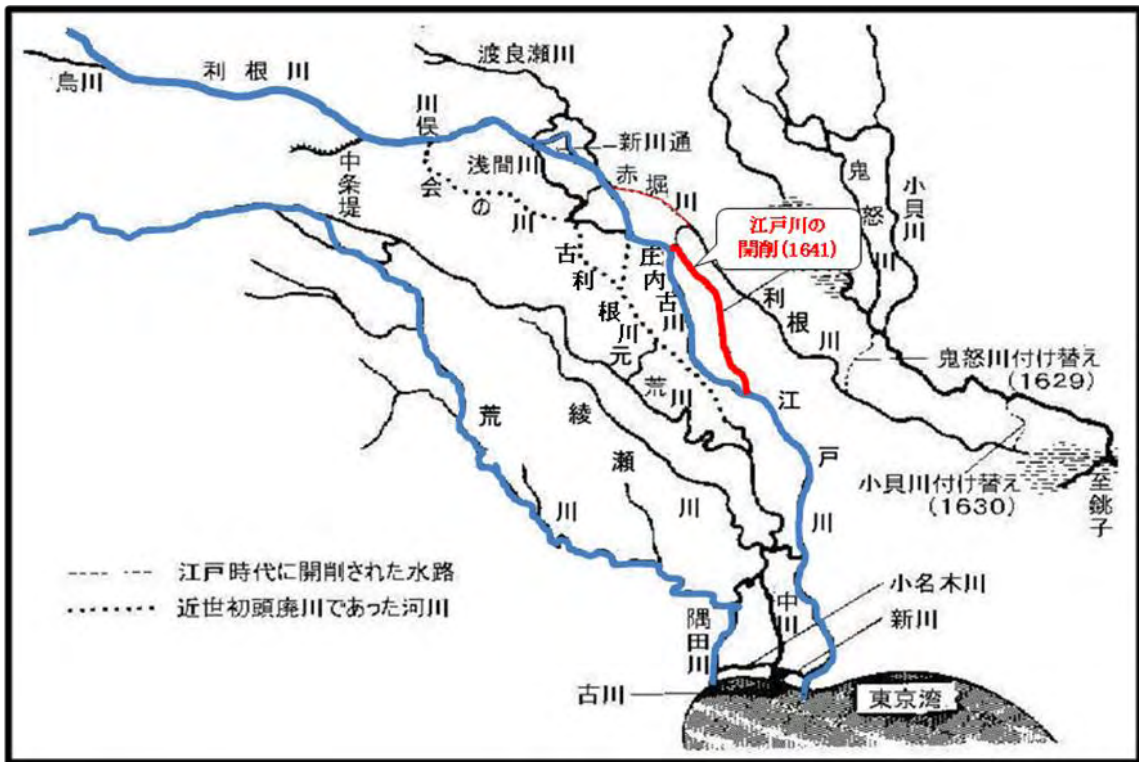 烏川
利根川
渡良瀬川
川俣
新川通
浅間川
赤堀川
会の川
中条堤
鬼怒川
小貝川
江戸川の
開削(1641)
庄内古川
古利根川
元荒川
利根川
鬼怒川付け替え
(1629)
江戸川
荒川
綾瀬川
小貝川付け替え
(1630)
至銚子
江戸時代に開削された水路
近世初頭廃川であった河川
小名木川
中川
隅田川
新川
古川
東京湾